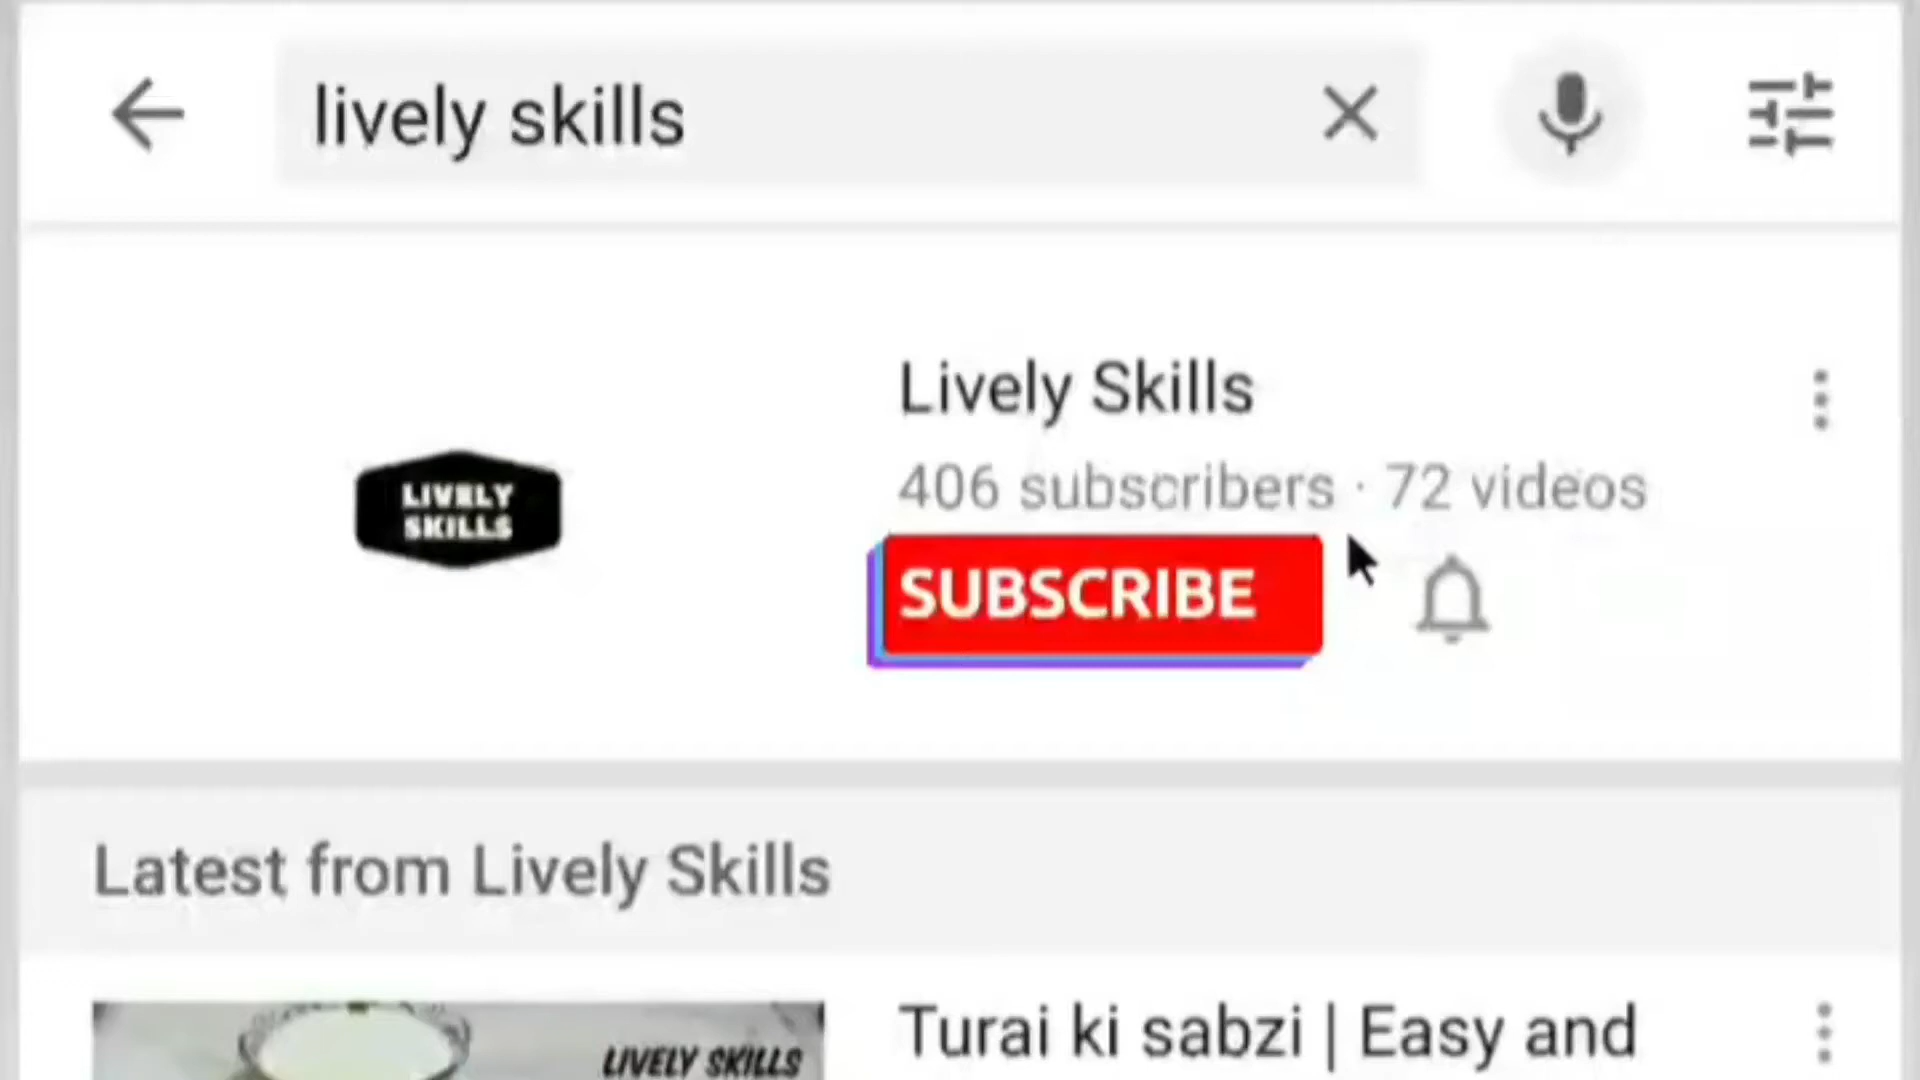 lively skills
Lively Skills
406 subscribers · 72 videos
LIVELY
SKILLS
SUBSCRIBE
Latest from Lively Skills
Turai ki sabzi | Easy and
LIVELY SKILLS